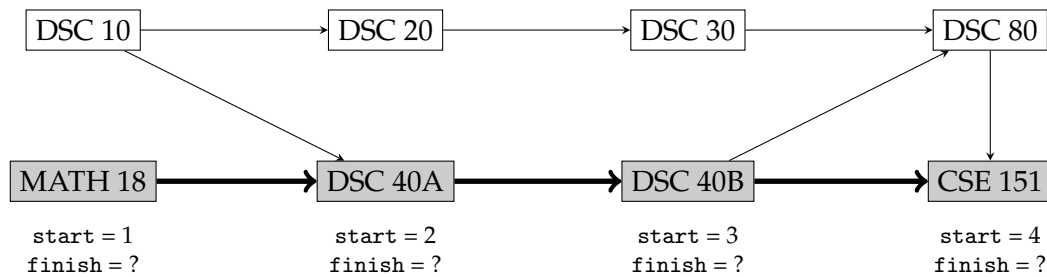 DSC 10 DSC 20 DSC 30 DSC 80
MATH 18 DSC 40A DSC 40B CSE 151
start = 1 start = 2 start = 3 start = 4
finish = ? finish = ? finish = ? finish = ?